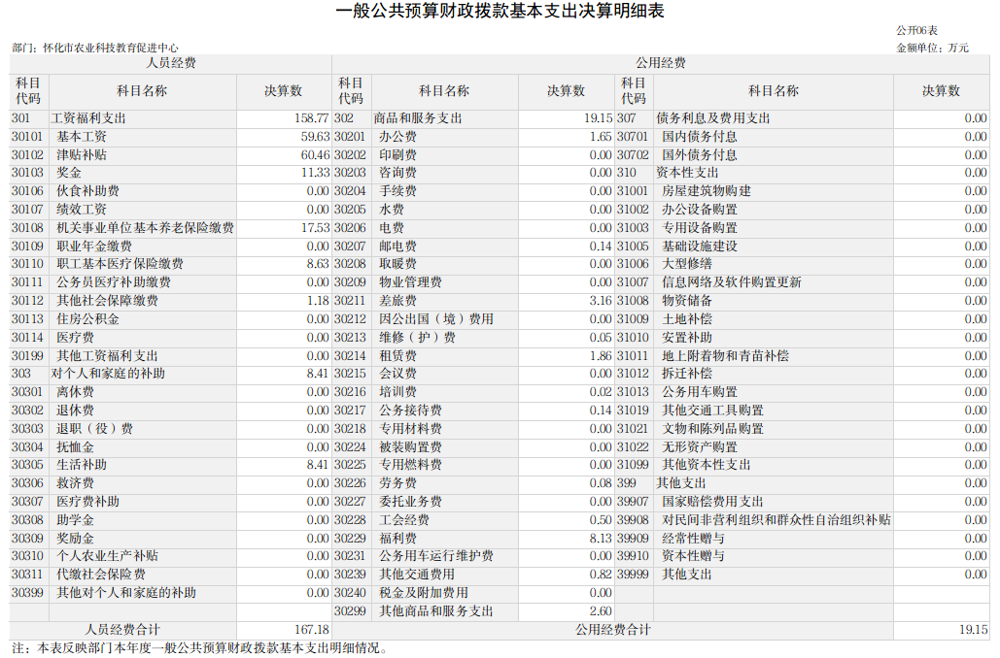 一般公共预算财政拨款基本支出决算明细表
公开06表
部门：怀化市农业科技教育促进中心 金额单位：万元
人员经费 公用经费
科目代码 科目名称 决算数 科目代码 科目名称 决算数 科目代码 科目名称 决算数
301 工资福利支出 158.77 302 商品和服务支出 19.15 307 债务利息及费用支出 0.00
30101 基本工资 59.63 30201 办公费 1.65 30701 国内债务付息 0.00
30102 津贴补贴 60.46 30202 印刷费 0.00 30702 国外债务付息 0.00
30103 奖金 11.33 30203 咨询费 0.00 310 资本性支出 0.00
30106 伙食补助费 0.00 30204 手续费 0.00 31001 房屋建筑物购建 0.00
30107 绩效工资 0.00 30205 水费 0.00 31002 办公设备购置 0.00
30108 机关事业单位基本养老保险缴费 17.53 30206 电费 0.00 31003 专用设备购置 0.00
30109 职业年金缴费 0.00 30207 邮电费 0.14 31005 基础设施建设 0.00
30110 职工基本医疗保险缴费 8.63 30208 取暖费 0.00 31006 大型修缮 0.00
30111 公务员医疗补助缴费 0.00 30209 物业管理费 0.00 31007 信息网络及软件购置更新 0.00
30112 其他社会保障缴费 1.18 30211 差旅费 3.16 31008 物资储备 0.00
30113 住房公积金 0.00 30212 因公出国（境）费用 0.00 31009 土地补偿 0.00
30114 医疗费 0.00 30213 维修（护）费 0.05 31010 安置补助 0.00
30199 其他工资福利支出 0.00 30214 租赁费 1.86 31011 地上附着物和青苗补偿 0.00
303 对个人和家庭的补助 8.41 30215 会议费 0.00 31012 拆迁补偿 0.00
30301 离休费 0.00 30216 培训费 0.02 31013 公务用车购置 0.00
30302 退休费 0.00 30217 公务接待费 0.14 31019 其他交通工具购置 0.00
30303 退职（役）费 0.00 30218 专用材料费 0.00 31021 文物和陈列品购置 0.00
30304 抚恤金 0.00 30224 被装购置费 0.00 31022 无形资产购置 0.00
30305 生活补助 8.41 30225 专用燃料费 0.00 31099 其他资本性支出 0.00
30306 救济费 0.00 30226 劳务费 0.08 399 其他支出 0.00
30307 医疗费补助 0.00 30227 委托业务费 0.00 39907 国家赔偿费用支出 0.00
30308 助学金 0.00 30228 工会经费 0.50 39908 对民间非营利组织和群众性自治组织补贴 0.00
30309 奖励金 0.00 30229 福利费 8.13 39909 经常性赠与 0.00
30310 个人农业生产补贴 0.00 30231 公务用车运行维护费 0.00 39910 资本性赠与 0.00
30311 代缴社会保险费 0.00 30239 其他交通费用 0.82 39999 其他支出 0.00
30399 其他对个人和家庭的补助 0.00 30240 税金及附加费用 0.00
30299 其他商品和服务支出 2.60
人员经费合计 167.18 公用经费合计 19.15
注：本表反映部门本年度一般公共预算财政拨款基本支出明细情况。